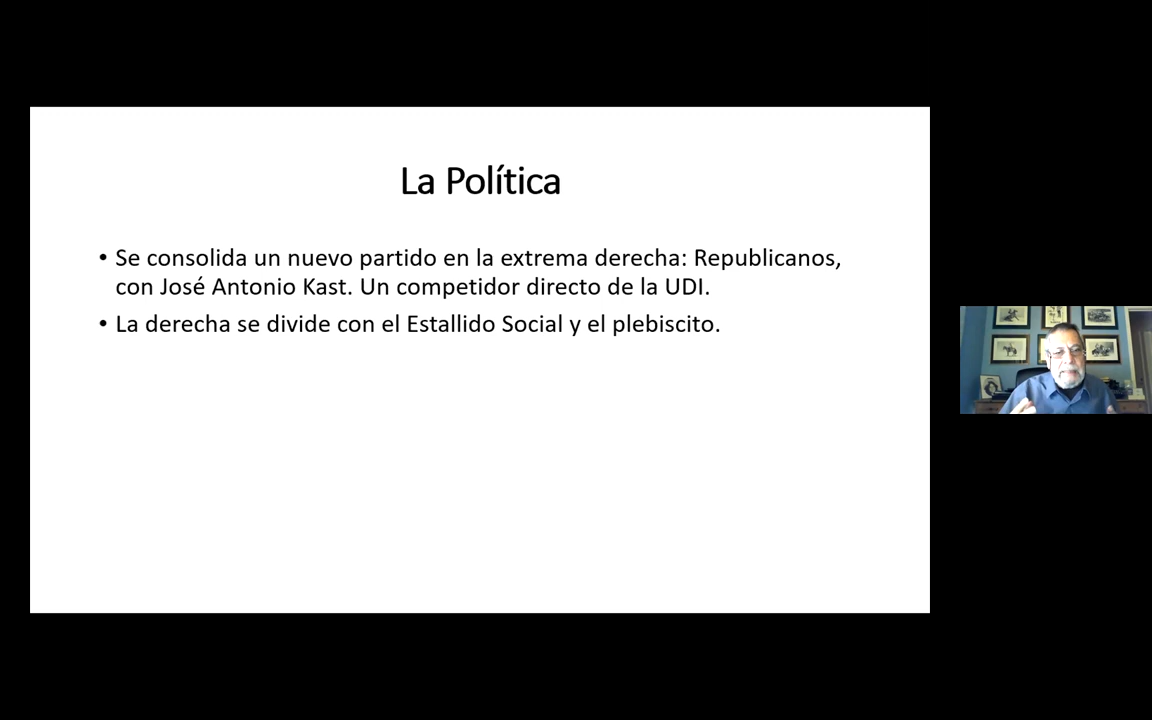 La Política
• Se consolida un nuevo partido en la extrema derecha: Republicanos,
con José Antonio Kast. Un competidor directo de la UDI.
• La derecha se divide con el Estallido Social y el plebiscito.